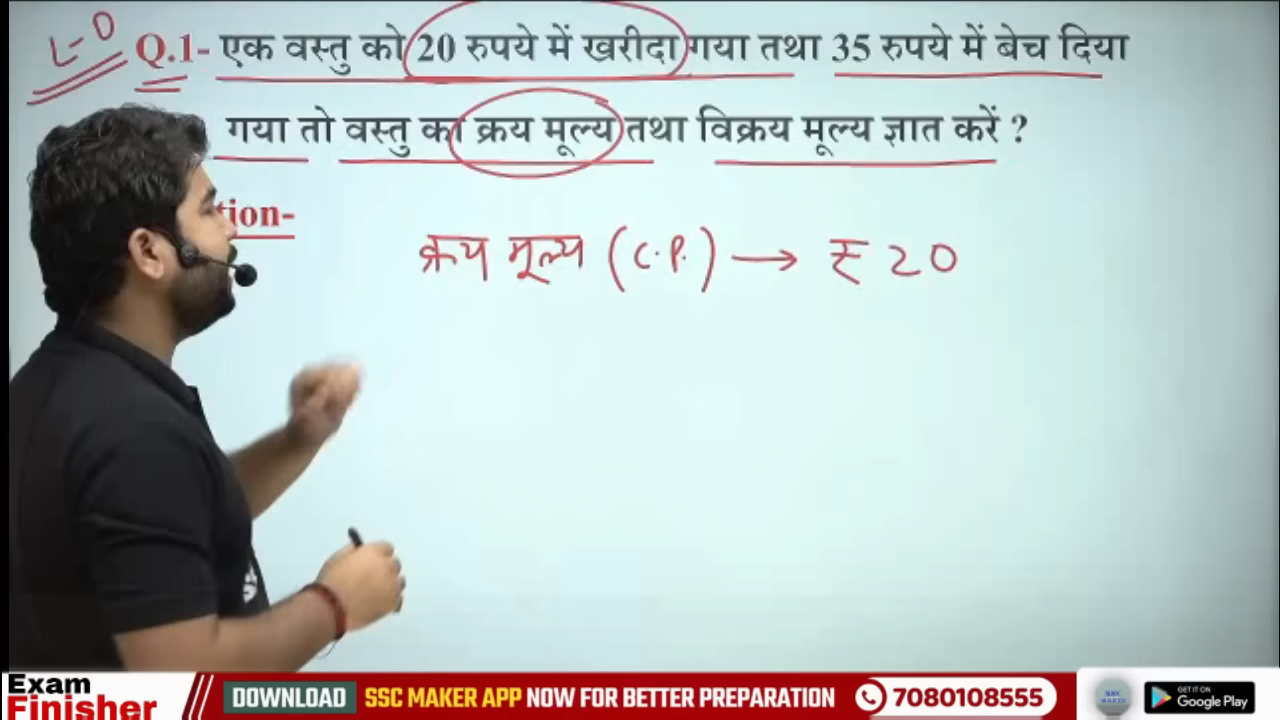 L-0
Q.1- एक वस्तु को 20 रुपये में खरीदा गया तथा 35 रुपये में बेच दिया
गया तो वस्तु का क्रय मूल्य तथा विक्रय मूल्य ज्ञात करें ?
tion-
क्रय मूल्य (C.P.) → ₹ 20
Exam
Finisher
DOWNLOAD SSC MAKER APP NOW FOR BETTER PREPARATION 7080108555
SSC
GET IT ON
Google Play